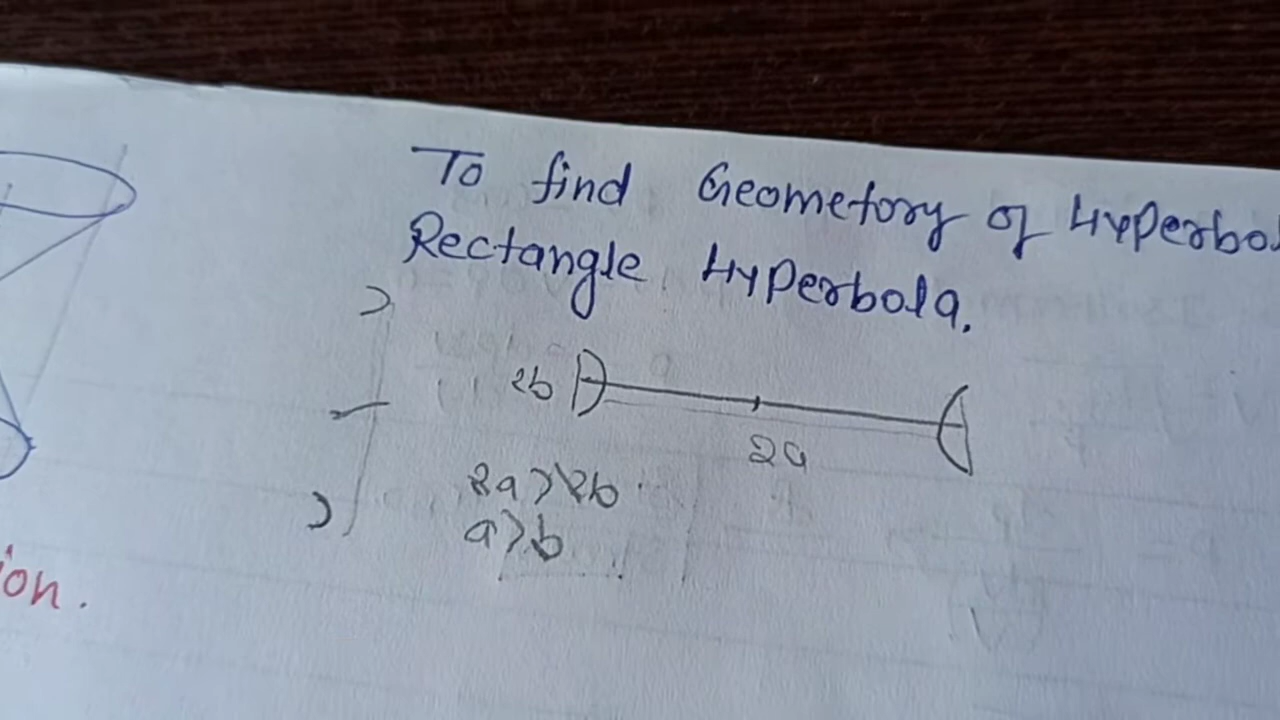 To find Geometory of Hyperbo
Rectangle Hyperbola.
2b
2a
2a>2b
a>b
ion.